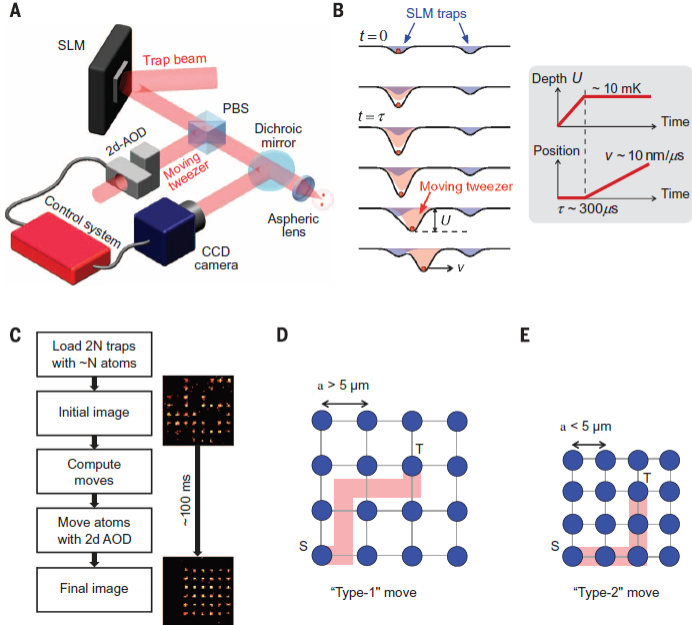 A
SLM
Trap beam
PBS
2d-AOD
Moving
tweezer
Dichroic
mirror
Control system
CCD
camera
Aspheric
lens
B
SLM traps
t = 0
t = τ
Moving tweezer
U
v
Depth U
~ 10 mK
Time
Position
v ~ 10 nm/μs
Time
τ ~ 300μs
C
Load 2N traps
with ~N atoms
Initial image
Compute
moves
Move atoms
with 2d AOD
Final image
~100 ms
D
a > 5 μm
T
S
“Type-1" move
E
a < 5 μm
T
S
“Type-2" move